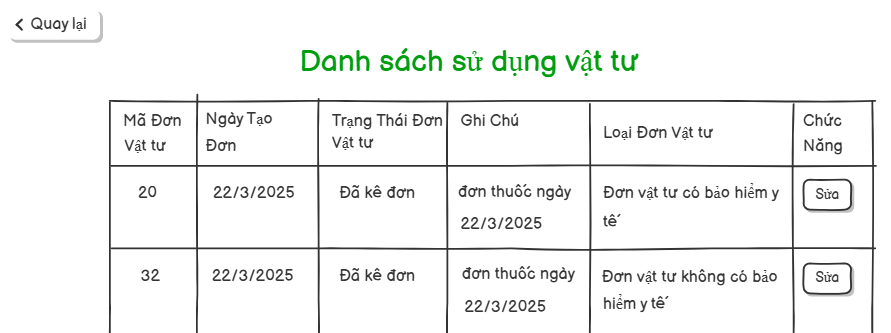 Quay lại
Danh sách sử dụng vật tư
Mã Đơn Vật tư
Ngày Tạo Đơn
Trạng Thái Đơn Vật tư
Ghi Chú
Loại Đơn Vật tư
Chức Năng
20
22/3/2025
Đã kê đơn
đơn thuốc ngày 22/3/2025
Đơn vật tư có bảo hiểm y tế
Sửa
32
22/3/2025
Đã kê đơn
đơn thuốc ngày 22/3/2025
Đơn vật tư không có bảo hiểm y tế
Sửa